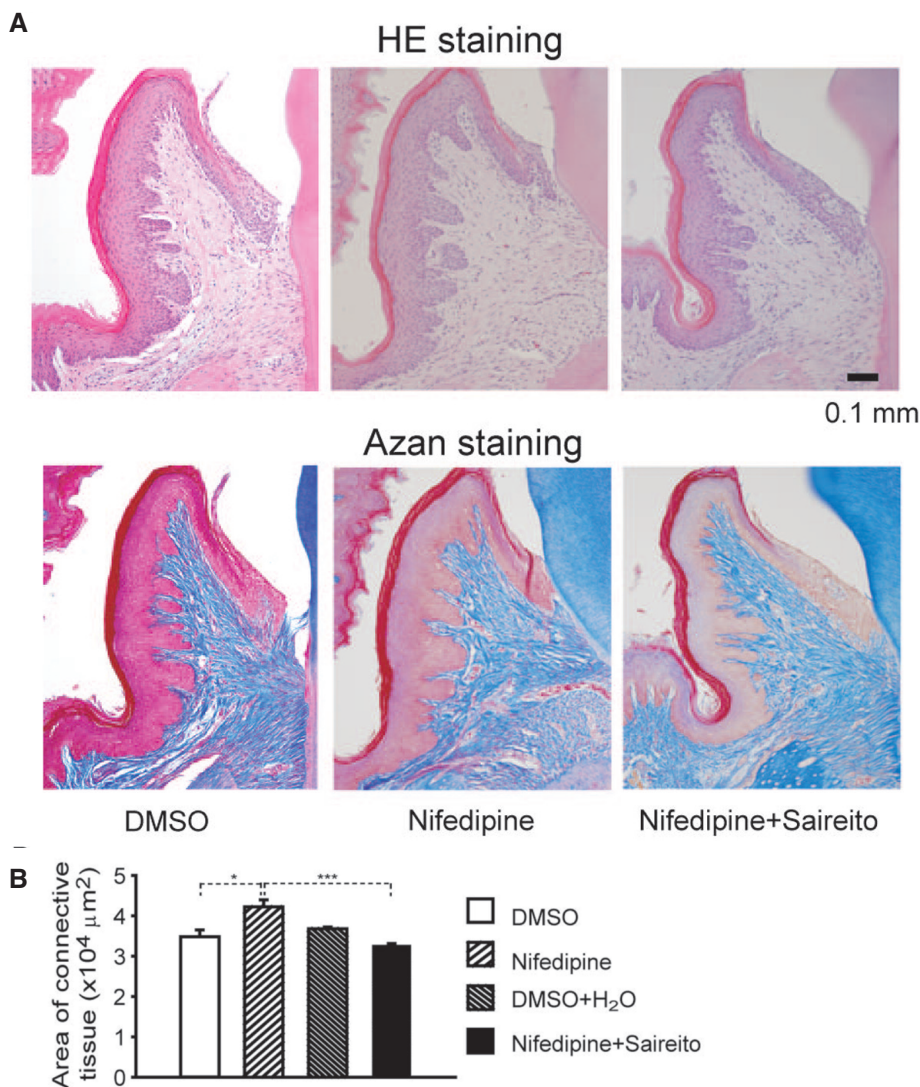 A
HE staining
0.1 mm
Azan staining
DMSO
Nifedipine
Nifedipine+Saireito
B
Area of connective
tissue (x10⁴ μm²)
5
4
3
2
1
0
*
***
DMSO
Nifedipine
DMSO+H₂O
Nifedipine+Saireito